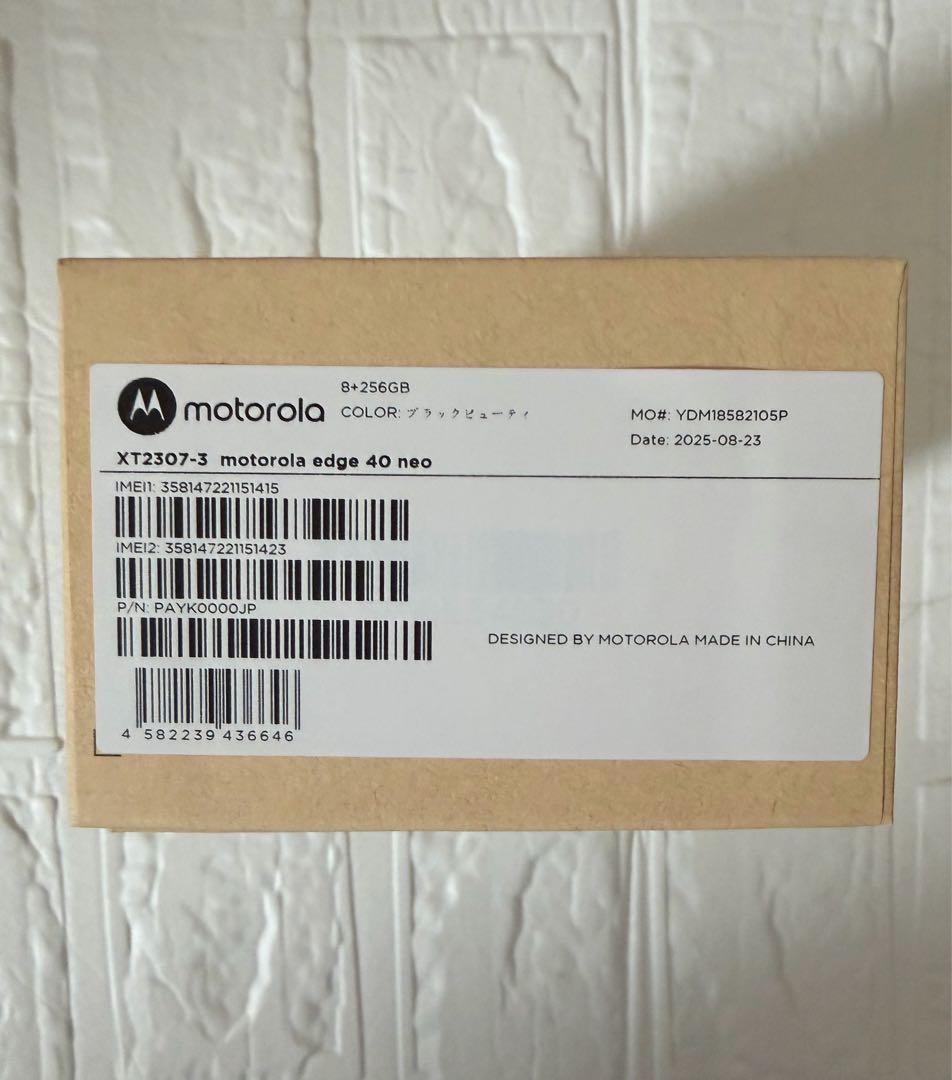 motorola
8+256GB
COLOR: ブラックビューティ
MO#: YDM18582105P
Date: 2025-08-23
XT2307-3 motorola edge 40 neo
IMEI1: 358147221151415
IMEI2: 358147221151423
P/N: PAYK0000JP
DESIGNED BY MOTOROLA MADE IN CHINA
4 582239 436646